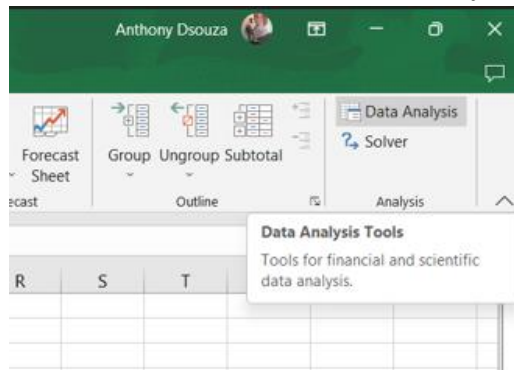 Anthony Dsouza
Data Analysis
Solver
Forecast
Sheet
Group
Ungroup
Subtotal
ecast
Outline
Analysis
Data Analysis Tools
Tools for financial and scientific
data analysis.
R
S
T